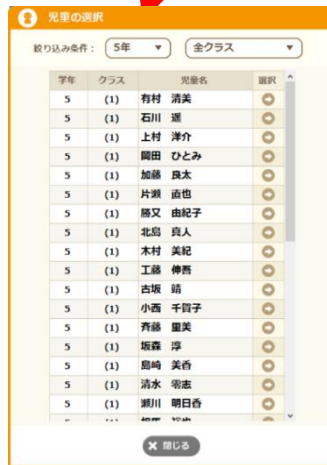 児童の選択
絞り込み条件： 5年 ▼ 全クラス ▼
学年 クラス 児童名 選択
5 (1) 有村 清美
5 (1) 石川 遥
5 (1) 上村 洋介
5 (1) 岡田 ひとみ
5 (1) 加藤 良太
5 (1) 片瀬 直也
5 (1) 勝又 由紀子
5 (1) 北島 真人
5 (1) 木村 美紀
5 (1) 工藤 伸吾
5 (1) 古坂 靖
5 (1) 小西 千賀子
5 (1) 斉藤 里美
5 (1) 坂森 淳
5 (1) 島崎 美香
5 (1) 清水 零志
5 (1) 瀬川 明日香
× 閉じる